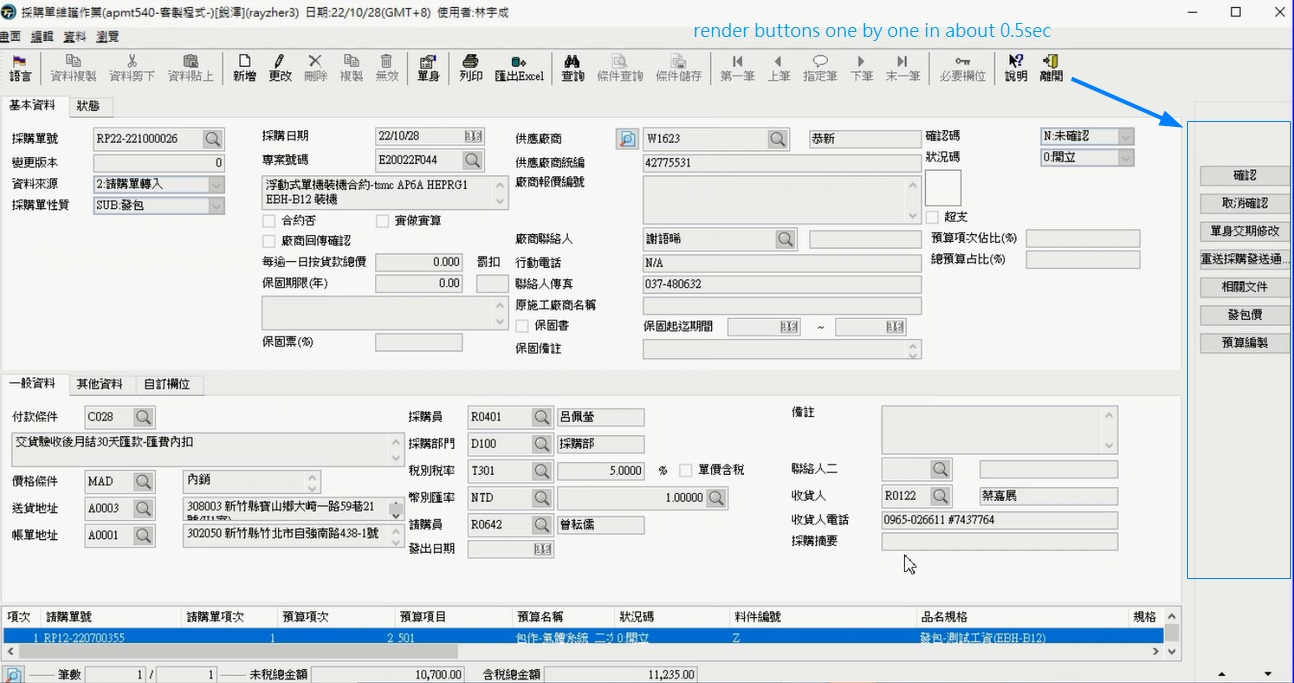 採購單維護作業(apmt540-客製程式-)[銳澤](rayzher3) 日期:22/10/28(GMT+8) 使用者:林宇成
畫面 編輯 資料 瀏覽
render buttons one by one in about 0.5sec
語言 資料複製 資料剪下 資料貼上 新增 更改 刪除 複製 無效 單身 列印 匯出Excel 查詢 條件查詢 條件儲存 第一筆 上筆 指定筆 下筆 末一筆 必要欄位 說明 離開
基本資料 狀態
採購單號 RP22-221000026 採購日期 22/10/28 供應廠商 W1623 恭新 確認碼 N:未確認
變更版本 0 專案號碼 E20022F044 供應廠商統編 42775531 狀況碼 0:開立
資料來源 2:請購單轉入 浮動式單機裝機合約-tsmc AP6A HEPRG1 廠商報價編號
EBH-B12 裝機
採購單性質 SUB:發包
合約否 實做實算 超支
廠商回傳確認 廠商聯絡人 謝語晞 預算項次佔比(%)
每逾一日按貨款總價 0.000 罰扣 行動電話 N/A 總預算占比(%)
保固期限(年) 0.00 聯絡人傳真 037-480632
原施工廠商名稱
保固書 保固起迄期間 ~
保固票(%) 保固備註
確認
取消確認
單身交期修改
重送採購發送通...
相關文件
發包價
預算編製
一般資料 其他資料 自訂欄位
付款條件 C028 採購員 R0401 呂佩螢 備註
交貨驗收後月結30天匯款-匯費內扣 採購部門 D100 採購部
稅別稅率 T301 5.0000 % 單價含稅 聯絡人二
價格條件 MAD 內銷 幣別匯率 NTD 1.00000 收貨人 R0122 蔡嘉展
送貨地址 A0003 308003 新竹縣寶山鄉大崎一路59巷21
請購員 R0642 曾耘儒 收貨人電話 0965-026611 #7437764
帳單地址 A0001 302050 新竹縣竹北市自強南路438-1號 發出日期 採購摘要
項次 請購單號 請購單項次 預算項次 預算項目 預算名稱 狀況碼 料件編號 品名規格 規格
1 RP12-220700355 1 2 501 包作-氣體系統 二次 0:開立 Z 發包-測試工資(EBH-B12)
筆數 1 / 1 未稅總金額 10,700.00 含稅總金額 11,235.00